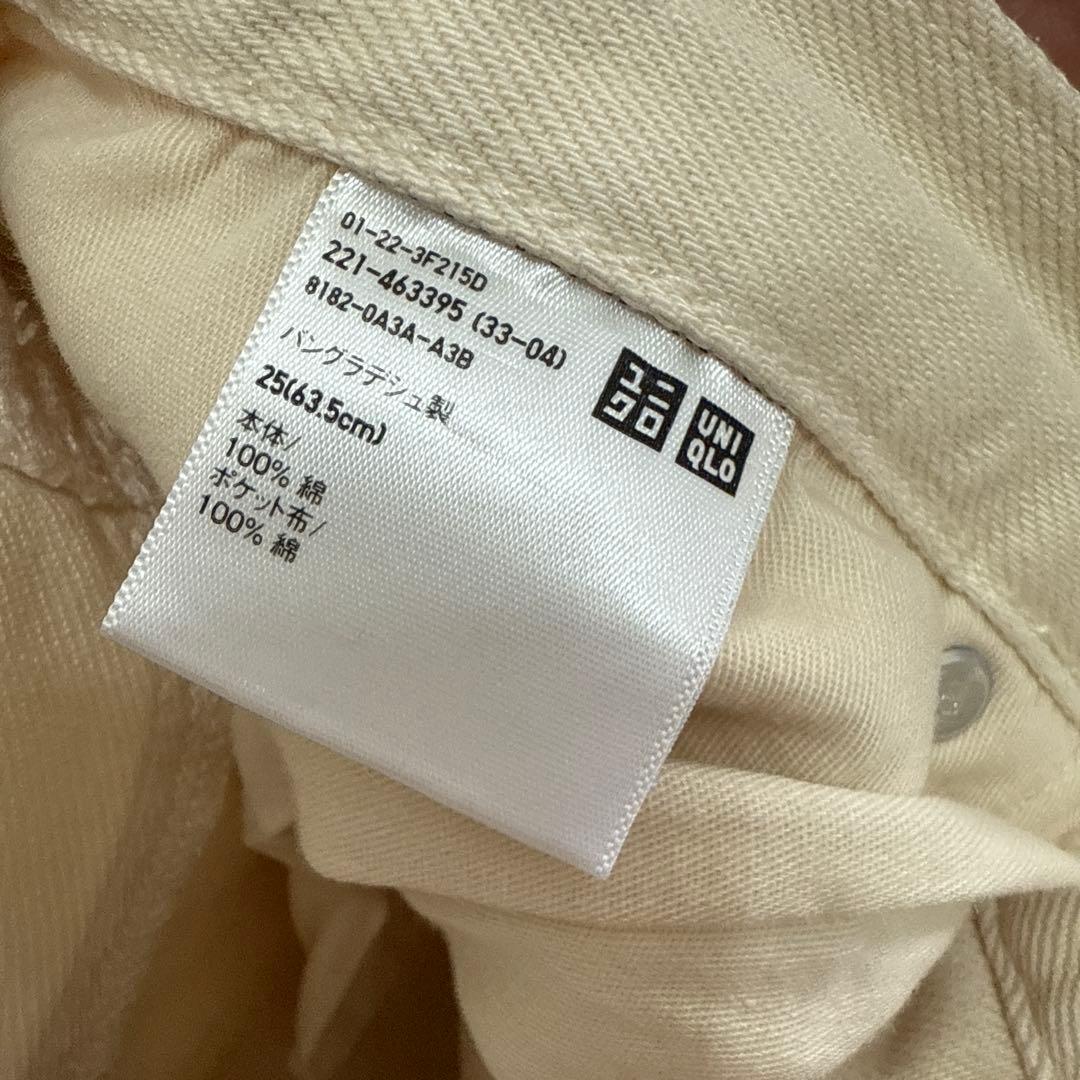 01-22-3F215D
221-463395 (33-04)
8182-0A3A-A3B
バングラデシュ製
25(63.5cm)
本体/
100% 綿
ポケット布/
100% 綿
ユニ
クロ
UNI
QLO